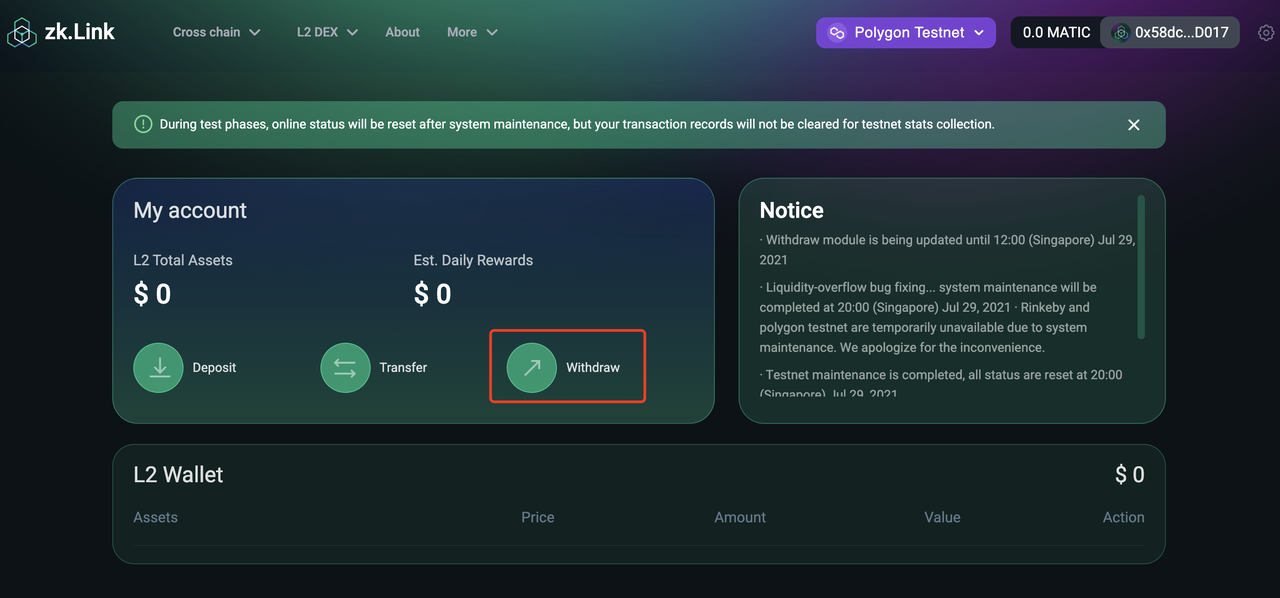 zk.Link
Cross chain
L2 DEX
About
More
Polygon Testnet
0.0 MATIC
0x58dc...D017
During test phases, online status will be reset after system maintenance, but your transaction records will not be cleared for testnet stats collection.
My account
L2 Total Assets
Est. Daily Rewards
$ 0
$ 0
Deposit
Transfer
Withdraw
Notice
· Withdraw module is being updated until 12:00 (Singapore) Jul 29,
2021
· Liquidity-overflow bug fixing... system maintenance will be
completed at 20:00 (Singapore) Jul 29, 2021 · Rinkeby and
polygon testnet are temporarily unavailable due to system
maintenance. We apologize for the inconvenience.
· Testnet maintenance is completed, all status are reset at 20:00
(Singapore) Jul 29, 2021
L2 Wallet
$ 0
Assets
Price
Amount
Value
Action